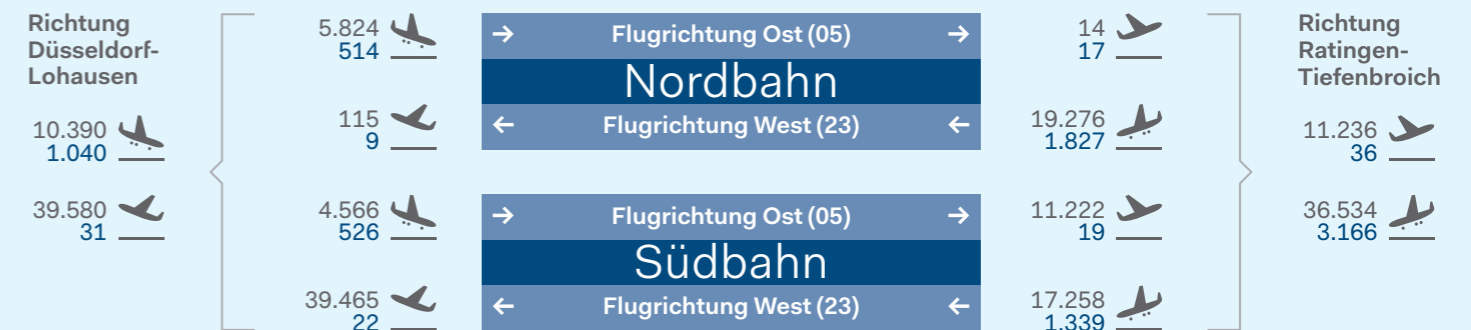 Richtung
Düsseldorf-
Lohausen
10.390
1.040
39.580
31
5.824
514
115
9
4.566
526
39.465
22
→ Flugrichtung Ost (05) →
Nordbahn
← Flugrichtung West (23) ←
→ Flugrichtung Ost (05) →
Südbahn
← Flugrichtung West (23) ←
14
17
19.276
1.827
11.222
19
17.258
1.339
Richtung
Ratingen-
Tiefenbroich
11.236
36
36.534
3.166